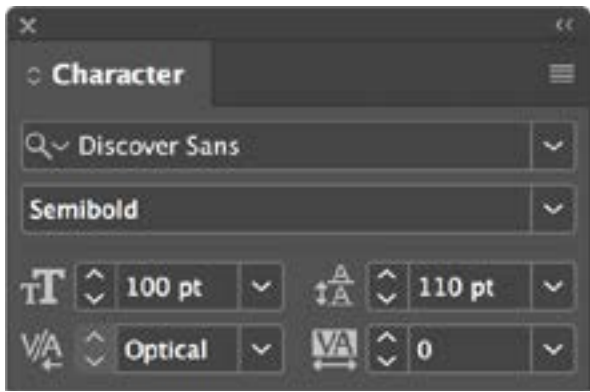 Character
Discover Sans
Semibold
100 pt 110 pt
Optical 0